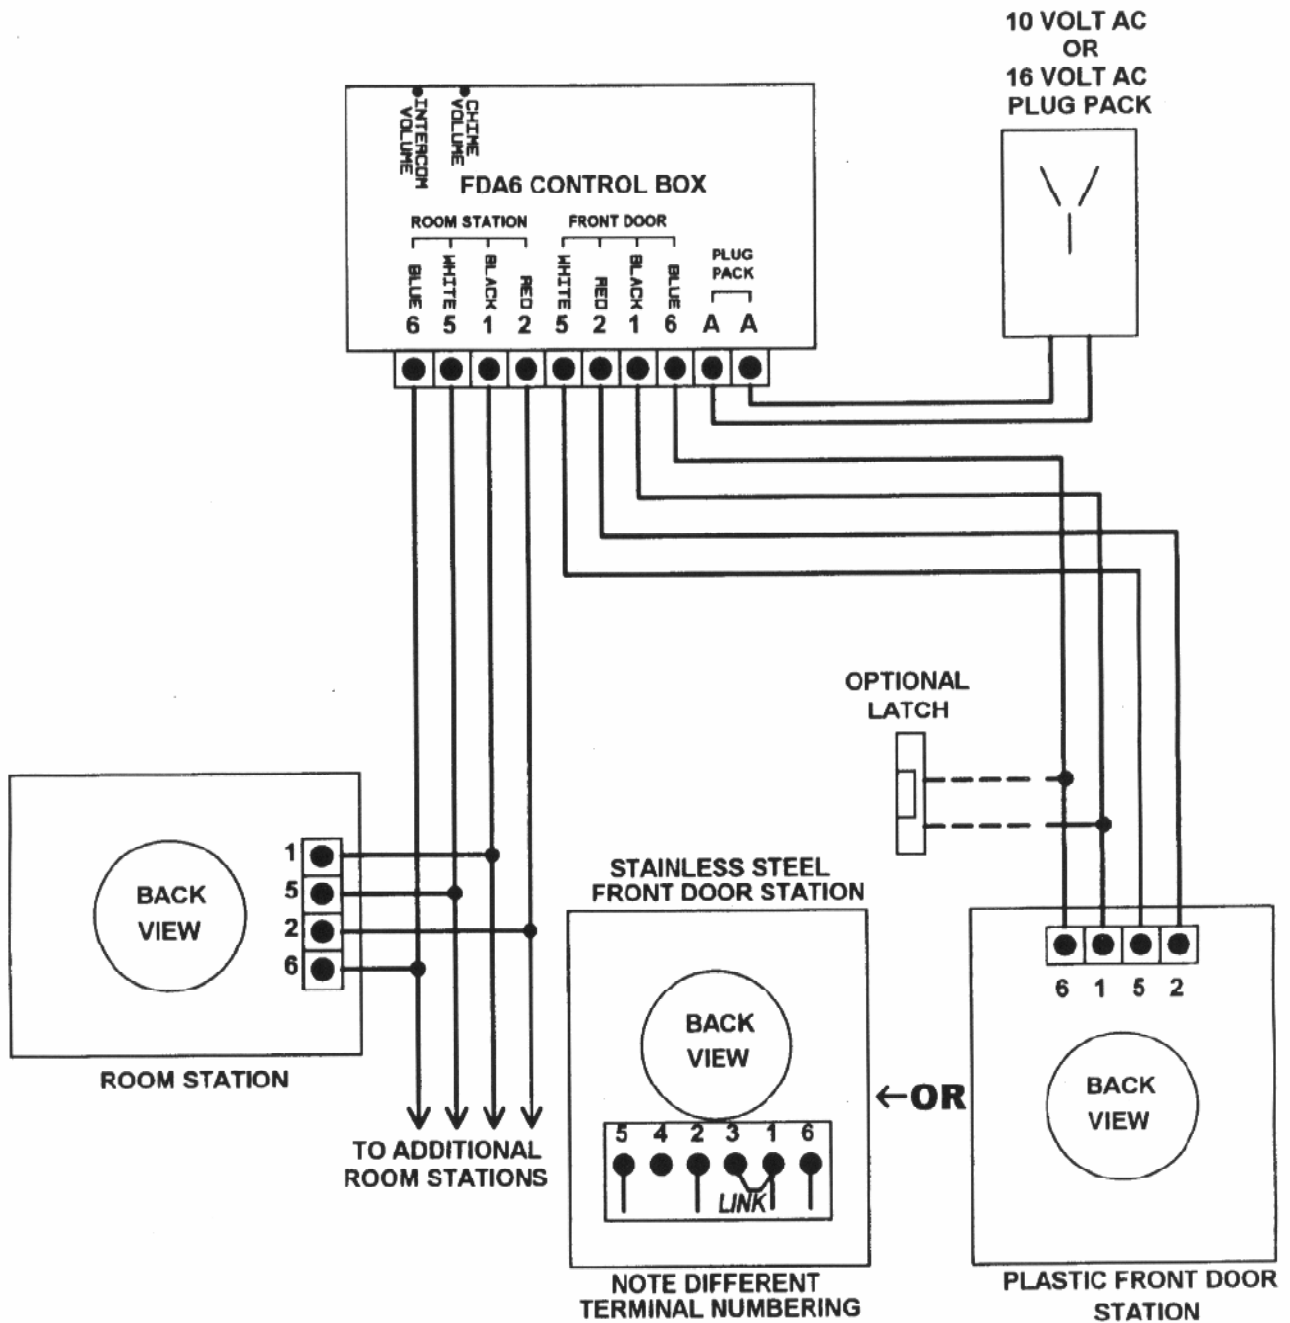 10 VOLT AC
OR
16 VOLT AC
PLUG PACK
INTERCOM
VOLUME
CHIME
VOLUME
FDA6 CONTROL BOX
ROOM STATION
FRONT DOOR
PLUG
PACK
BLUE
WHITE
BLACK
RED
WHITE
RED
BLACK
BLUE
6 5 1 2 5 2 1 6 A A
OPTIONAL
LATCH
1
5
2
6
BACK
VIEW
ROOM STATION
TO ADDITIONAL
ROOM STATIONS
STAINLESS STEEL
FRONT DOOR STATION
BACK
VIEW
5 4 2 3 1 6
LINK
NOTE DIFFERENT
TERMINAL NUMBERING
←OR
6 1 5 2
BACK
VIEW
PLASTIC FRONT DOOR
STATION